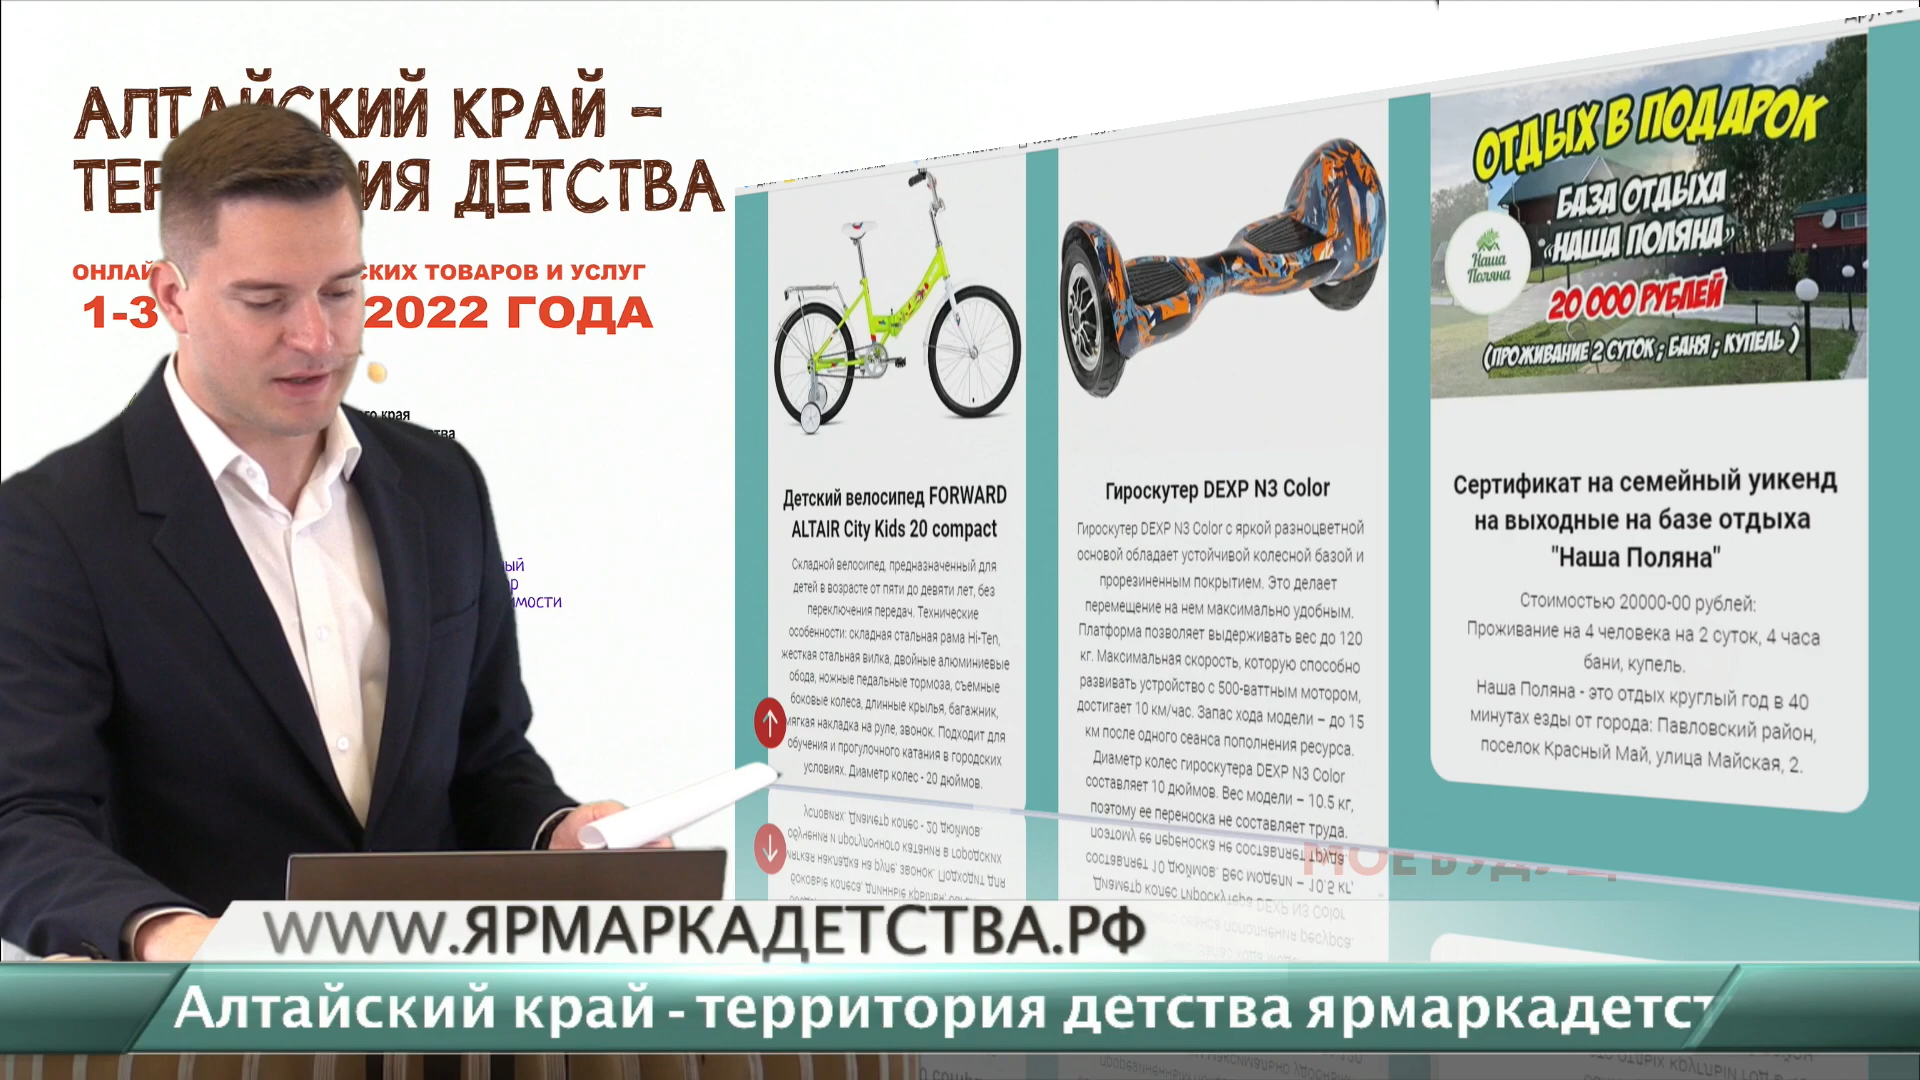 АЛТАЙСКИЙ КРАЙ -
ТЕР ИЯ ДЕТСТВА
ОНЛАЙ СКИХ ТОВАРОВ И УСЛУГ
1-3 2022 ГОДА
го края
ства
ый
ор
имости
Детский велосипед FORWARD
ALTAIR City Kids 20 compact
Складной велосипед, предназначенный для
детей в возрасте от пяти до девяти лет, без
переключения передач. Технические
особенности: складная стальная рама Hi-Ten,
жесткая стальная вилка, двойные алюминиевые
обода, ножные педальные тормоза, съемные
боковые колеса, длинные крылья, багажник,
мягкая накладка на руле, звонок. Подходит для
обучения и прогулочного катания в городских
условиях. Диаметр колес - 20 дюймов.
Гироскутер DEXP N3 Color
Гироскутер DEXP N3 Color с яркой разноцветной
основой обладает устойчивой колесной базой и
прорезиненным покрытием. Это делает
перемещение на нем максимально удобным.
Платформа позволяет выдерживать вес до 120
кг. Максимальная скорость, которую способно
развивать устройство с 500-ваттным мотором,
достигает 10 км/час. Запас хода модели – до 15
км после одного сеанса пополнения ресурса.
Диаметр колес гироскутера DEXP N3 Color
составляет 10 дюймов. Вес модели – 10.5 кг,
поэтому ее переноска не составляет труда.
ОТДЫХ В ПОДАРОК
БАЗА ОТДЫХА
«НАША ПОЛЯНА»
Наша
Поляна
20 000 РУБЛЕЙ
(ПРОЖИВАНИЕ 2 СУТОК ; БАНЯ ; КУПЕЛЬ )
Сертификат на семейный уикенд
на выходные на базе отдыха
"Наша Поляна"
Стоимостью 20000-00 рублей:
Проживание на 4 человека на 2 суток, 4 часа
бани, купель.
Наша Поляна - это отдых круглый год в 40
минутах езды от города: Павловский район,
поселок Красный Май, улица Майская, 2.
МОЕ БУДУЩ
WWW.ЯРМАРКАДЕТСТВА.РФ
Алтайский край - территория детства ярмаркадетст